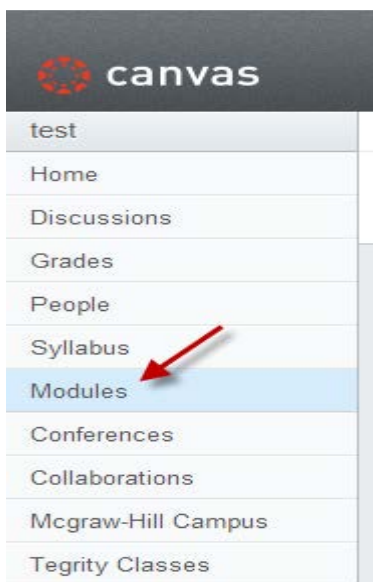 canvas
test
Home
Discussions
Grades
People
Syllabus
Modules
Conferences
Collaborations
Mcgraw-Hill Campus
Tegrity Classes